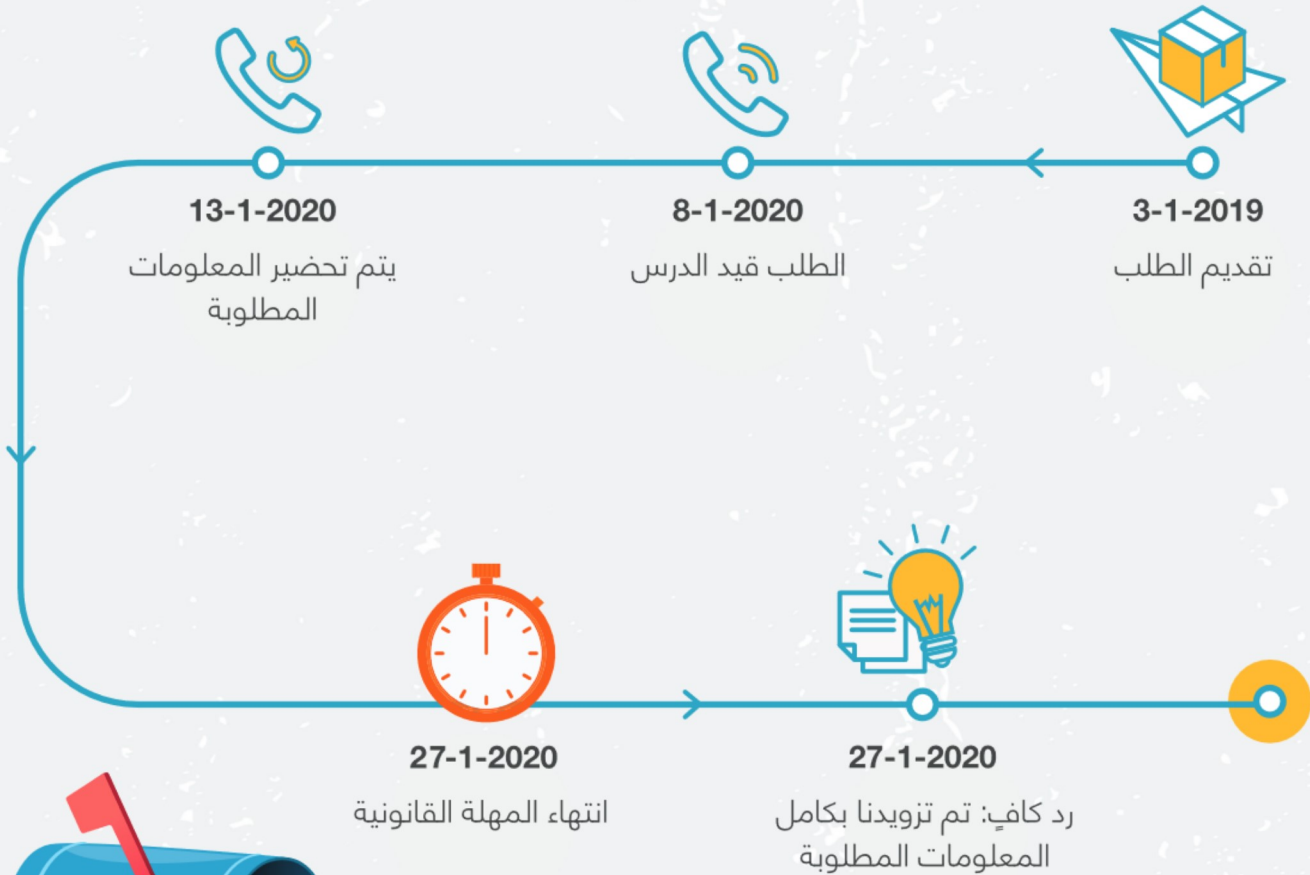 3-1-2019
تقديم الطلب
8-1-2020
الطلب قيد الدرس
13-1-2020
يتم تحضير المعلومات
المطلوبة
27-1-2020
انتهاء المهلة القانونية
27-1-2020
رد كافٍ: تم تزويدنا بكامل
المعلومات المطلوبة